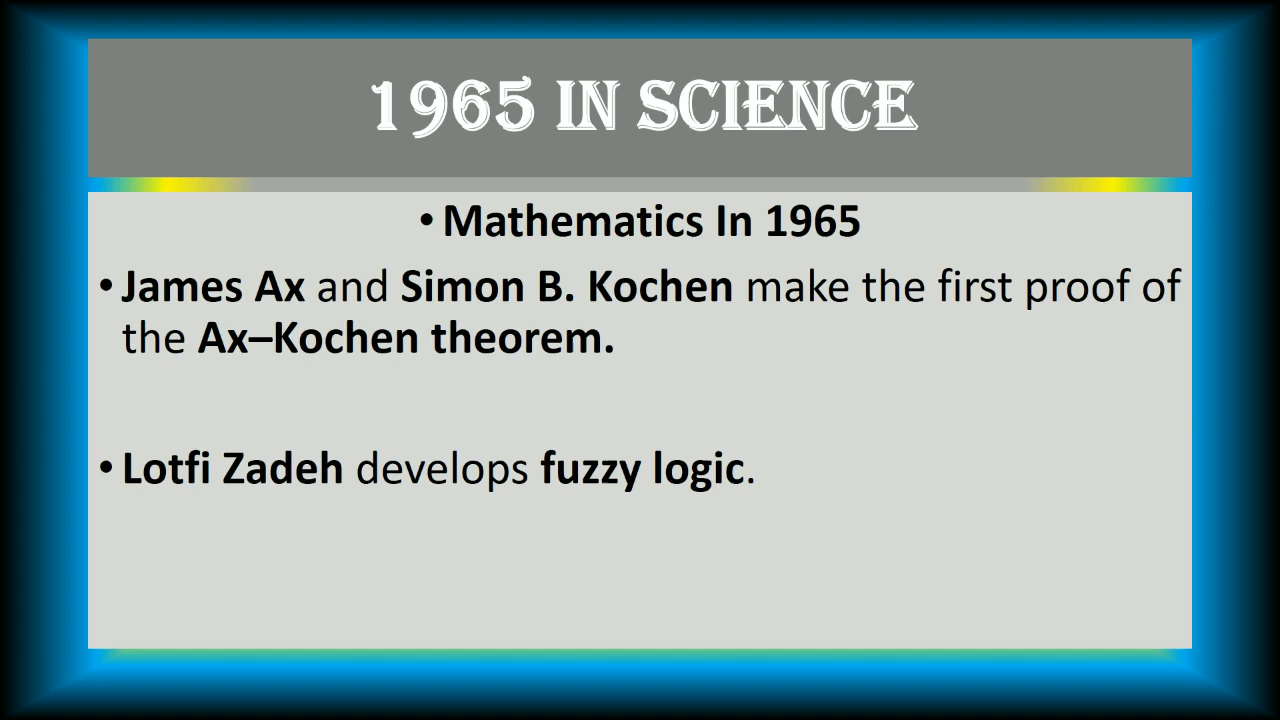 1965 IN SCIENCE
• Mathematics In 1965
• James Ax and Simon B. Kochen make the first proof of
the Ax–Kochen theorem.
• Lotfi Zadeh develops fuzzy logic.